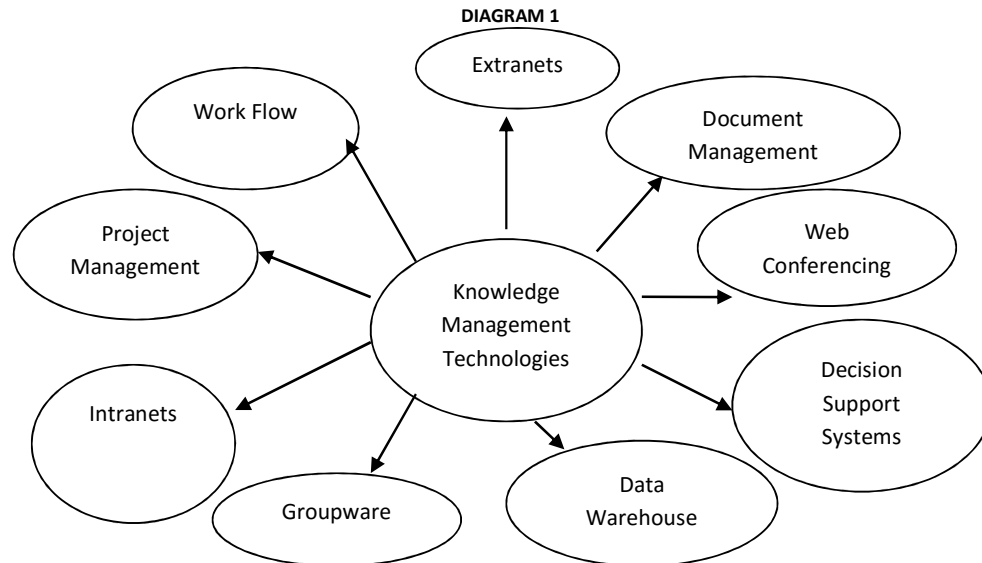 DIAGRAM 1
Extranets
Work Flow
Document
Management
Project
Management
Web
Conferencing
Knowledge
Management
Technologies
Decision
Support
Systems
Intranets
Groupware
Data
Warehouse